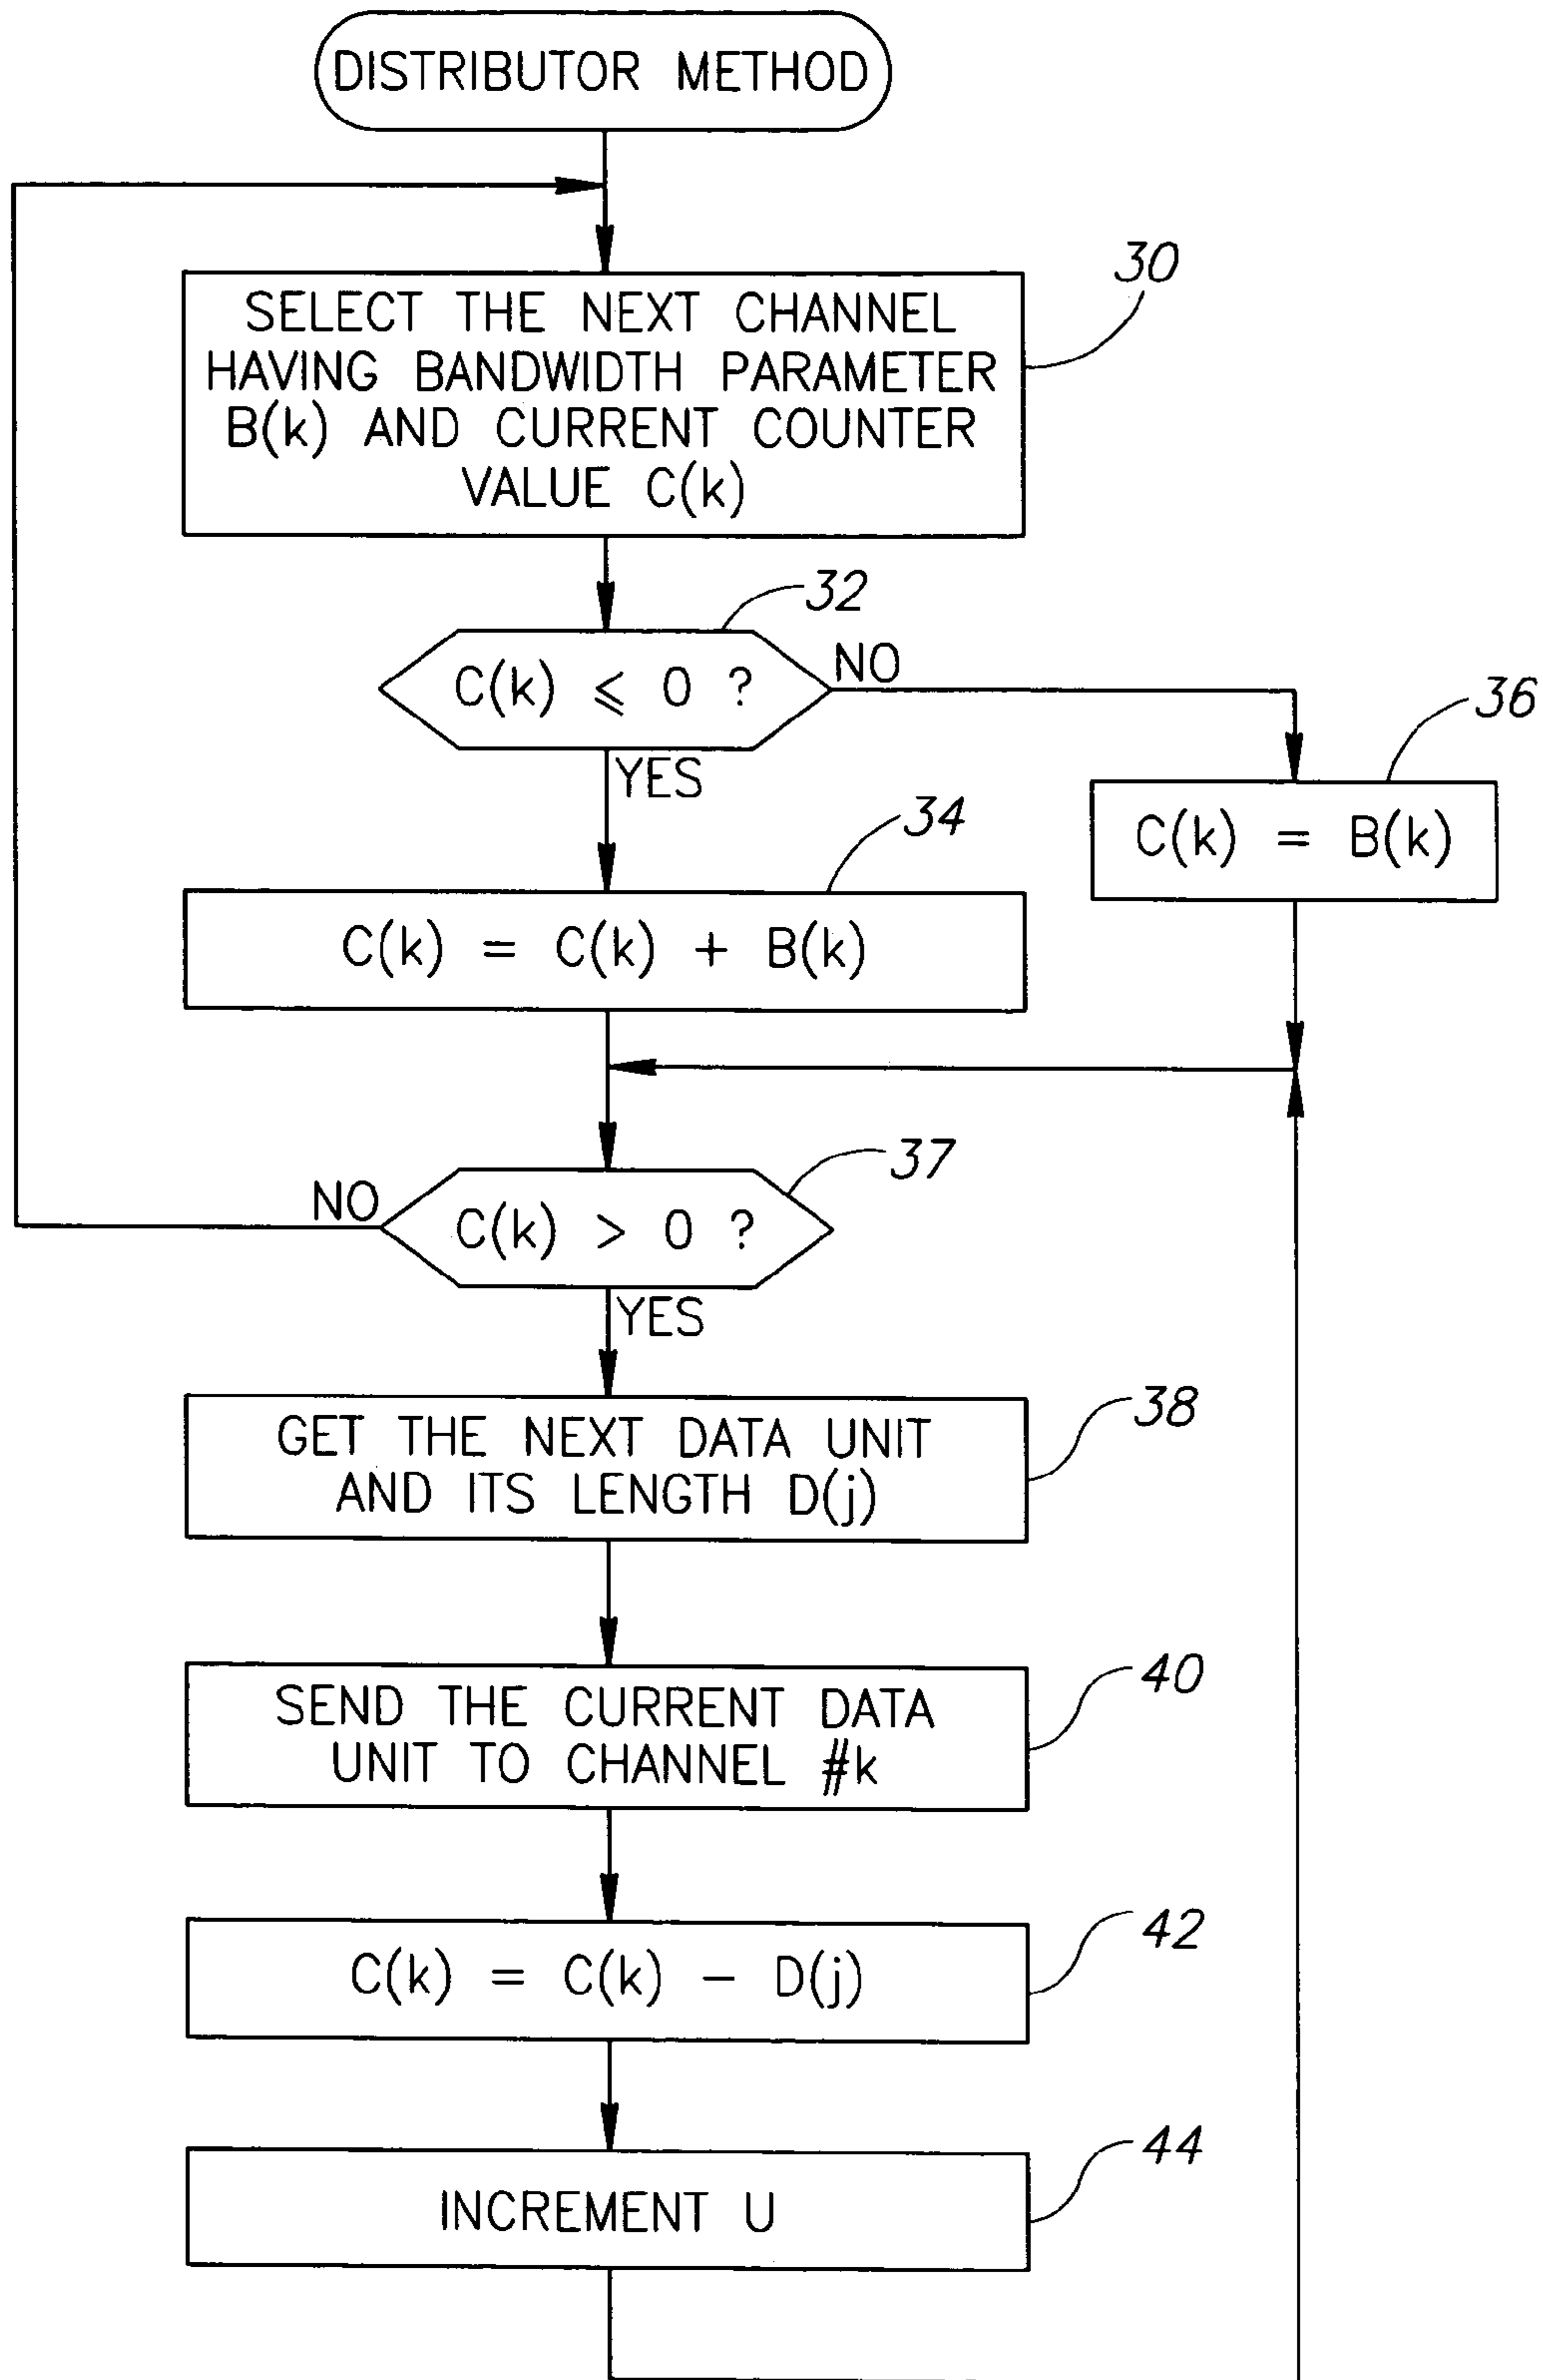 DISTRIBUTOR METHOD
30
SELECT THE NEXT CHANNEL
HAVING BANDWIDTH PARAMETER
B(k) AND CURRENT COUNTER
VALUE C(k)
32
C(k) ⩽ 0 ?
NO
YES
36
C(k) = B(k)
34
C(k) = C(k) + B(k)
37
NO
C(k) > 0 ?
YES
38
GET THE NEXT DATA UNIT
AND ITS LENGTH D(j)
40
SEND THE CURRENT DATA
UNIT TO CHANNEL #k
42
C(k) = C(k) – D(j)
44
INCREMENT U